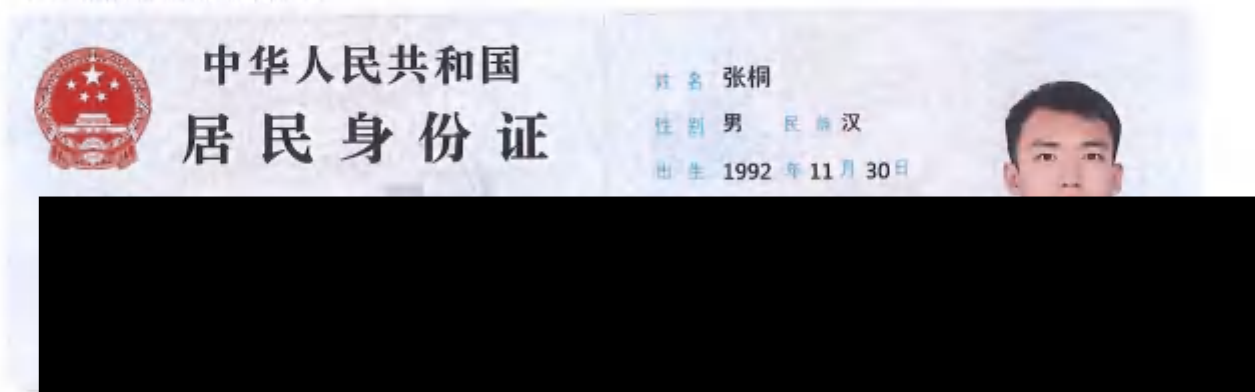 中华人民共和国
居民身份证
姓名 张桐
性别 男 民族 汉
出生 1992 年 11 月 30 日